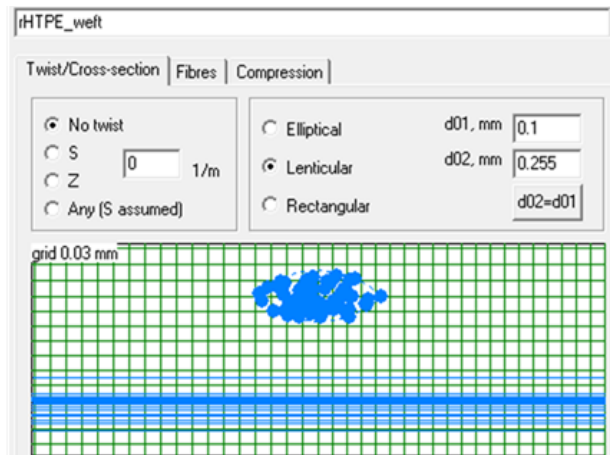 rHTPE_weft
Twist/Cross-section Fibres Compression
No twist
S
Z
0 1/m
Any (S assumed)
Elliptical
Lenticular
Rectangular
d01, mm 0.1
d02, mm 0.255
d02=d01
grid 0.03 mm